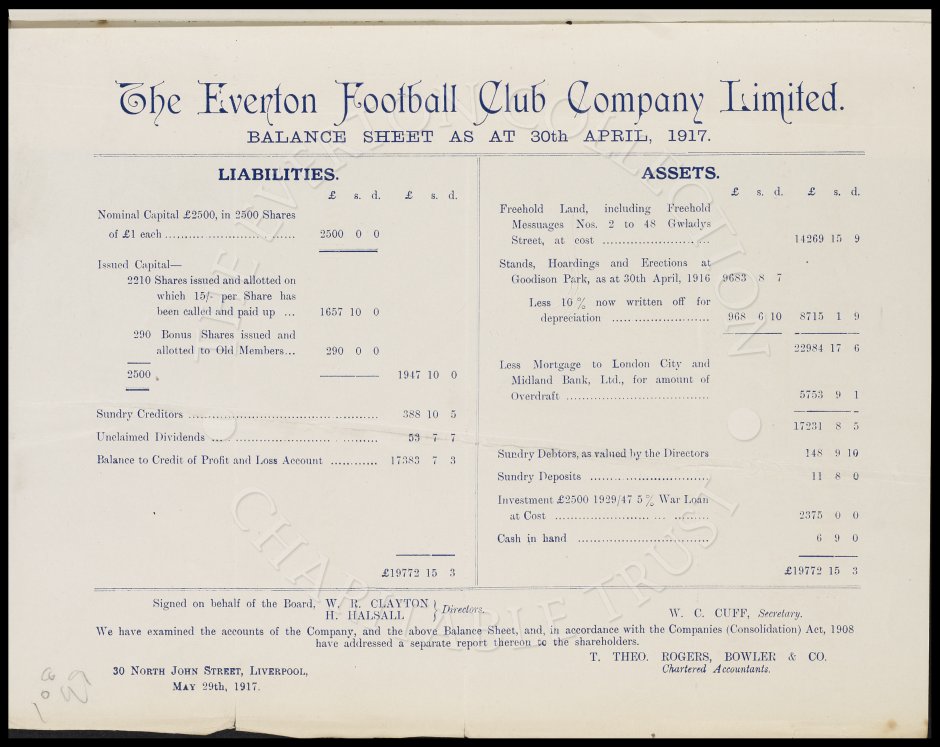 The Everton Football Club Company Limited.
BALANCE SHEET AS AT 30th APRIL, 1917.
LIABILITIES.
£ s. d. £ s. d.
Nominal Capital £2500, in 2500 Shares
of £1 each .............................. 2500 0 0
Issued Capital—
2210 Shares issued and allotted on
which 15/- per Share has
been called and paid up ... 1657 10 0
290 Bonus Shares issued and
allotted to Old Members... 290 0 0
2500 1947 10 0
Sundry Creditors ........................................... 388 10 5
Unclaimed Dividends ...................................... 53 7 7
Balance to Credit of Profit and Loss Account ............ 17383 7 3
£19772 15 3
ASSETS.
£ s. d. £ s. d.
Freehold Land, including Freehold
Messuages Nos. 2 to 48 Gwladys
Street, at cost ......................... 14269 15 9
Stands, Hoardings and Erections at
Goodison Park, as at 30th April, 1916 9683 8 7
Less 10 % now written off for
depreciation ....................... 968 6 10 8715 1 9
22984 17 6
Less Mortgage to London City and
Midland Bank, Ltd., for amount of
Overdraft ................................. 5753 9 1
17231 8 5
Sundry Debtors, as valued by the Directors 148 9 10
Sundry Deposits ............................ 11 8 0
Investment £2500 1929/47 5 % War Loan
at Cost .................................... 2375 0 0
Cash in hand ............................... 6 9 0
£19772 15 3
Signed on behalf of the Board, W. R. CLAYTON
H. HALSALL } Directors.
W. C. CUFF, Secretary.
We have examined the accounts of the Company, and the above Balance Sheet, and, in accordance with the Companies (Consolidation) Act, 1908
have addressed a separate report thereon to the shareholders.
T. THEO. ROGERS, BOWLER & CO.
Chartered Accountants.
30 NORTH JOHN STREET, LIVERPOOL,
MAY 29th, 1917.
THE EVERTON COLLECTION
CHARITABLE TRUST